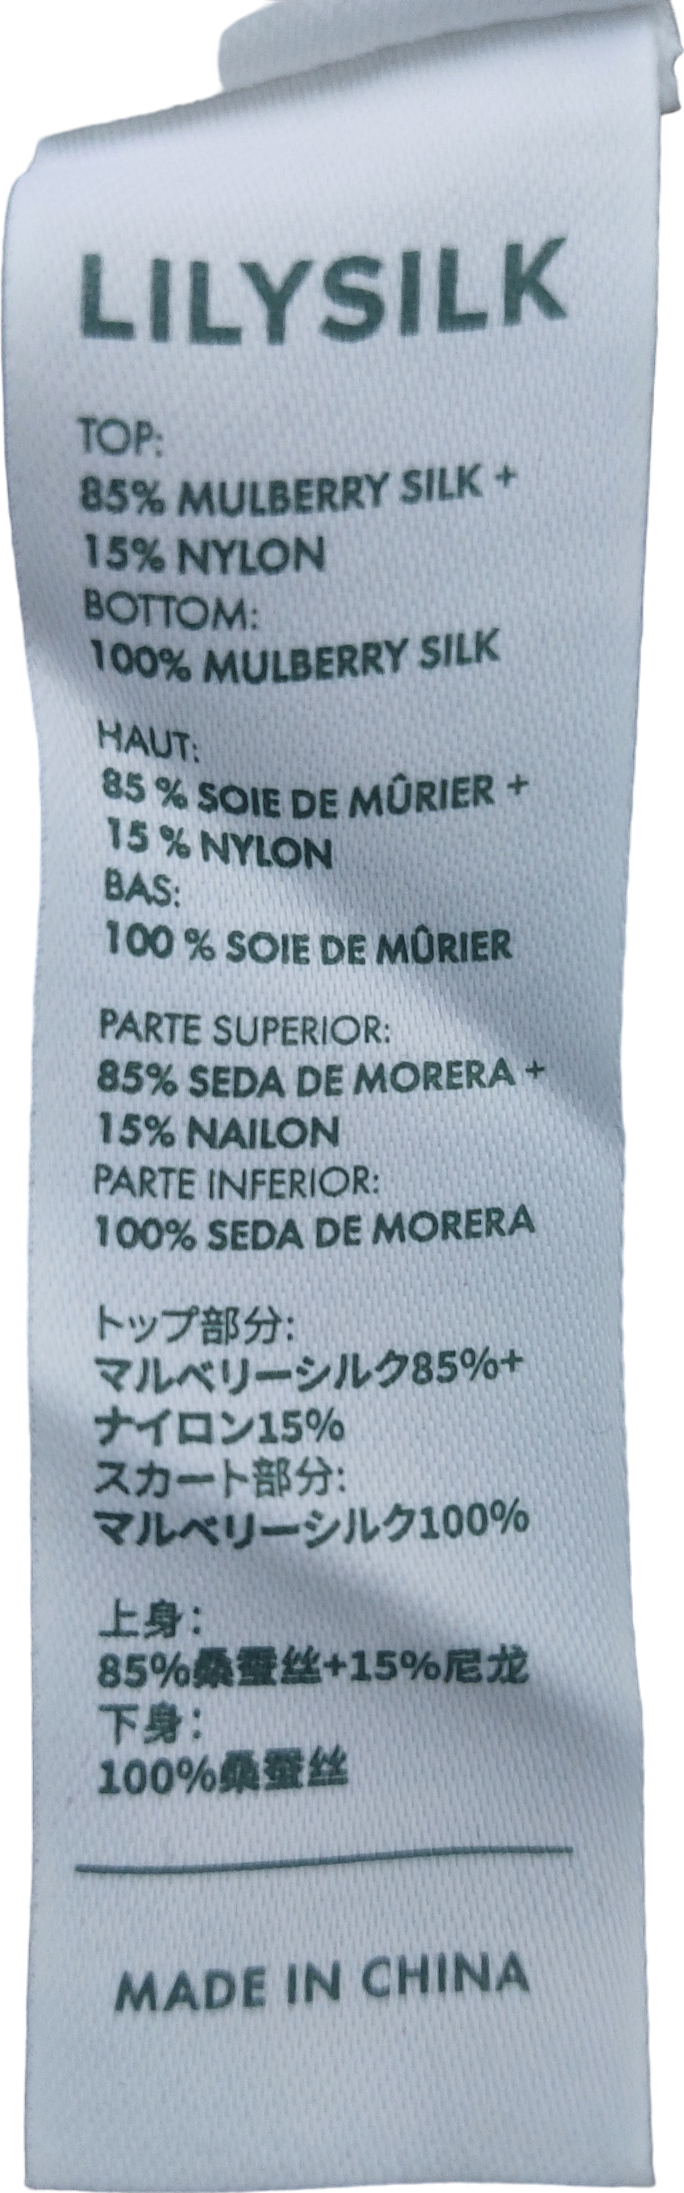 LILYSILK
TOP:
85% MULBERRY SILK +
15% NYLON
BOTTOM:
100% MULBERRY SILK
HAUT:
85 % SOIE DE MÛRIER +
15 % NYLON
BAS:
100 % SOIE DE MÛRIER
PARTE SUPERIOR:
85% SEDA DE MORERA +
15% NAILON
PARTE INFERIOR:
100% SEDA DE MORERA
トップ部分:
マルベリーシルク85%+
ナイロン15%
スカート部分:
マルベリーシルク100%
上身:
85%桑蚕丝+15%尼龙
下身:
100%桑蚕丝
MADE IN CHINA